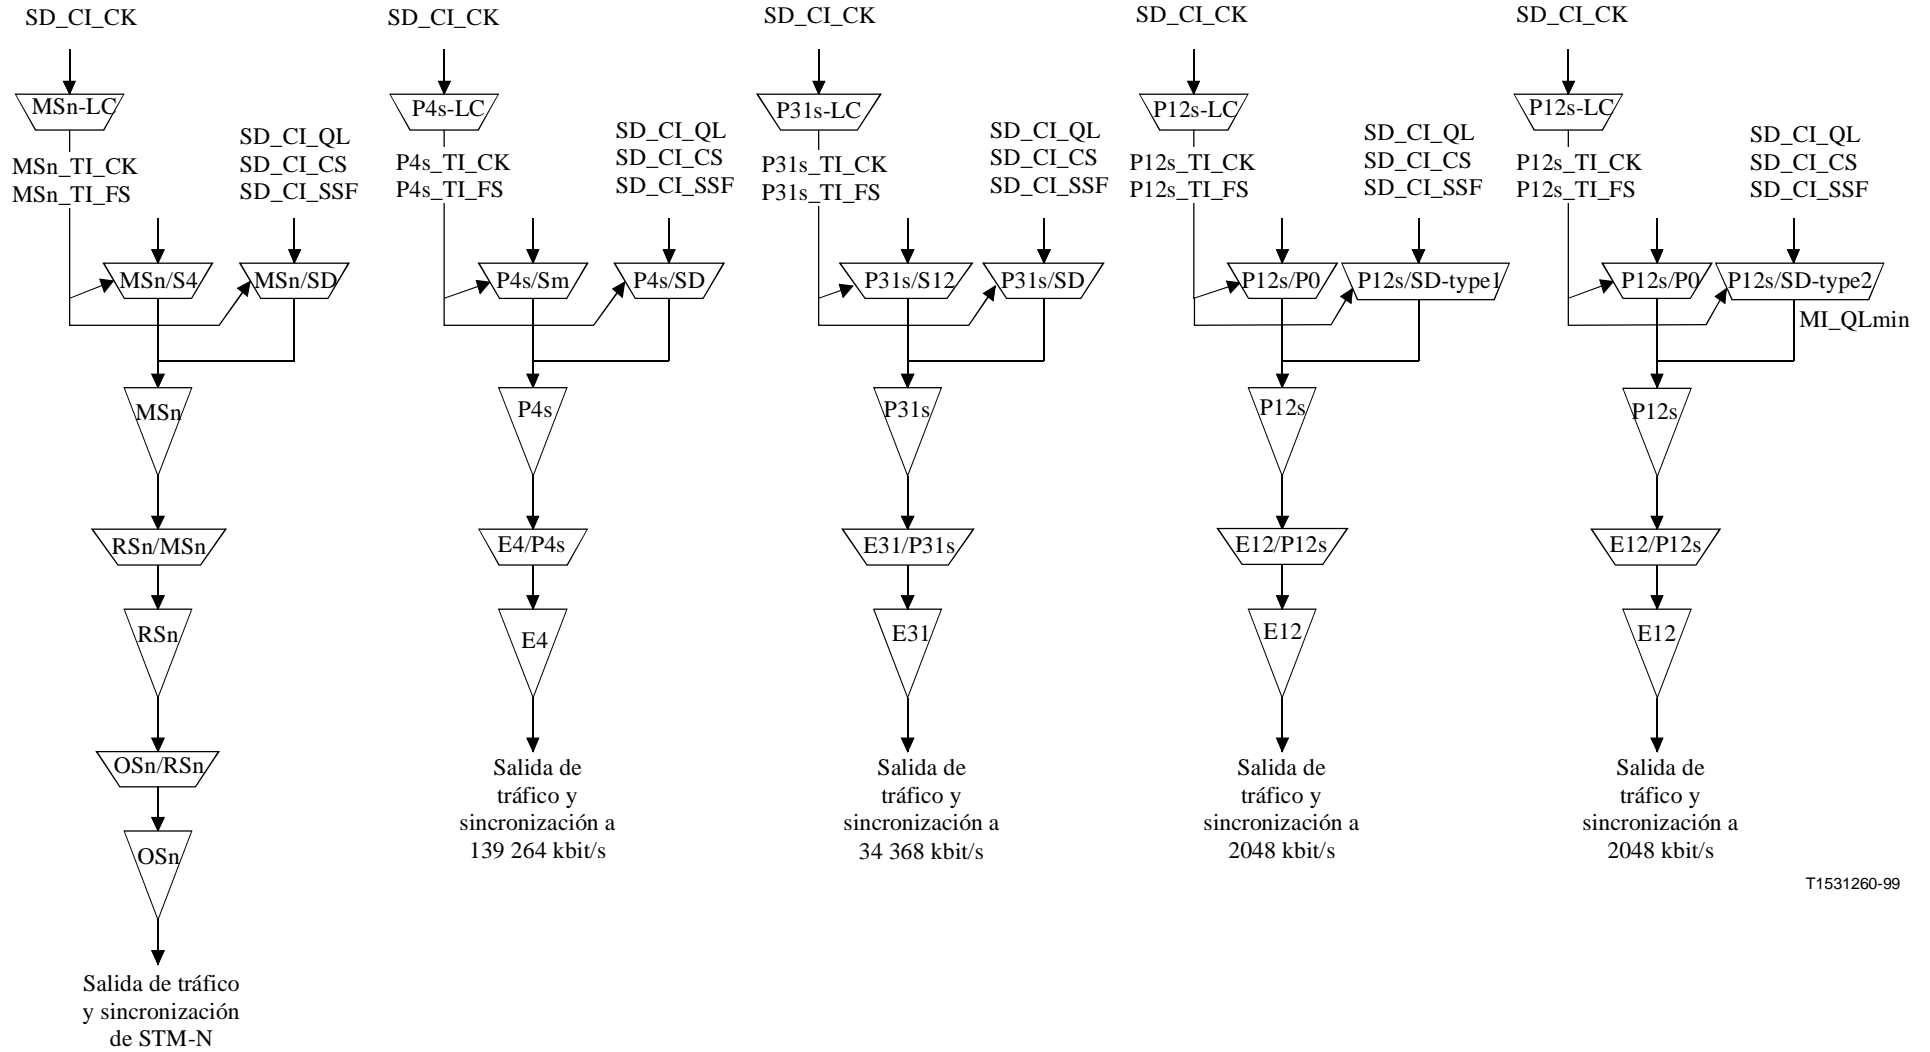 SD_CI_CK
MSn-LC
MSn_TI_CK
MSn_TI_FS
SD_CI_QL
SD_CI_CS
SD_CI_SSF
MSn/S4
MSn/SD
MSn
RSn/MSn
RSn
OSn/RSn
OSn
Salida de tráfico
y sincronización
de STM-N
SD_CI_CK
P4s-LC
P4s_TI_CK
P4s_TI_FS
SD_CI_QL
SD_CI_CS
SD_CI_SSF
P4s/Sm
P4s/SD
P4s
E4/P4s
E4
Salida de
tráfico y
sincronización a
139 264 kbit/s
SD_CI_CK
P31s-LC
P31s_TI_CK
P31s_TI_FS
SD_CI_QL
SD_CI_CS
SD_CI_SSF
P31s/S12
P31s/SD
P31s
E31/P31s
E31
Salida de
tráfico y
sincronización a
34 368 kbit/s
SD_CI_CK
P12s-LC
P12s_TI_CK
P12s_TI_FS
SD_CI_QL
SD_CI_CS
SD_CI_SSF
P12s/P0
P12s/SD-type1
P12s
E12/P12s
E12
Salida de
tráfico y
sincronización a
2048 kbit/s
SD_CI_CK
P12s-LC
P12s_TI_CK
P12s_TI_FS
SD_CI_QL
SD_CI_CS
SD_CI_SSF
P12s/P0
P12s/SD-type2
MI_QLmin
P12s
E12/P12s
E12
Salida de
tráfico y
sincronización a
2048 kbit/s
T1531260-99